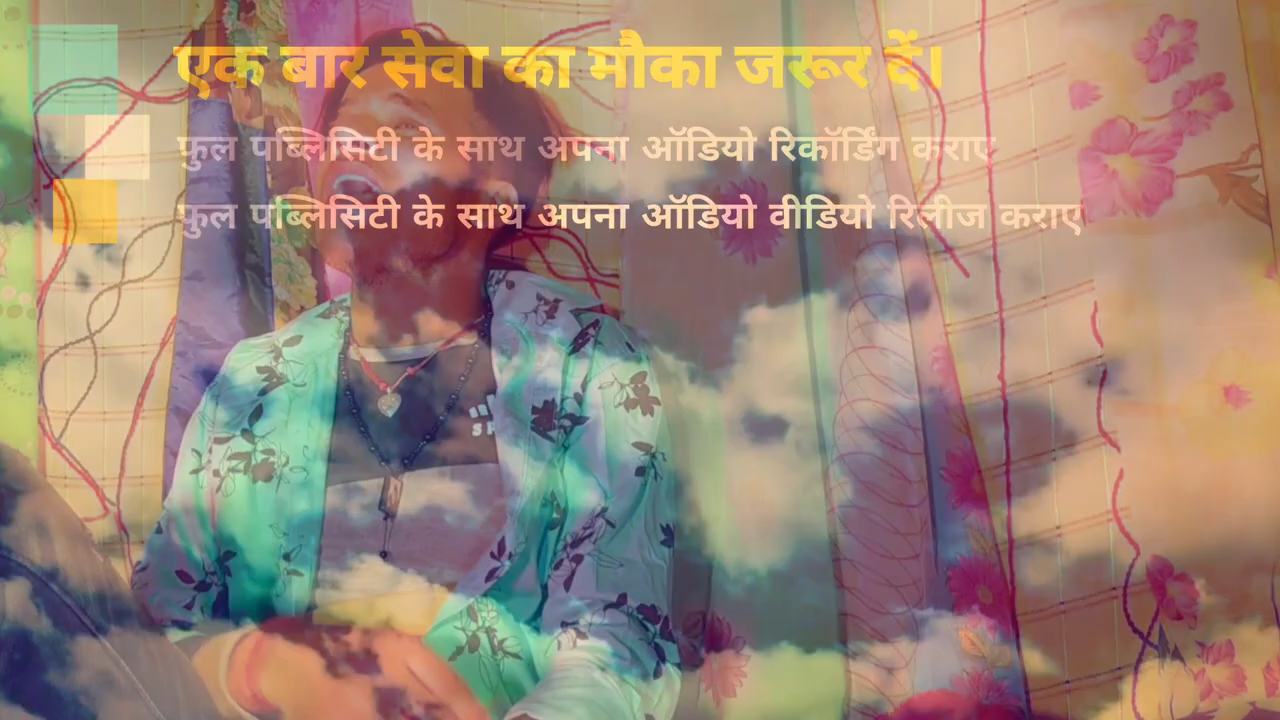 एक बार सेवा का मौका जरूर दें।
फुल पब्लिसिटी के साथ अपना ऑडियो रिकॉर्डिंग कराए
फुल पब्लिसिटी के साथ अपना ऑडियो वीडियो रिलीज कराए